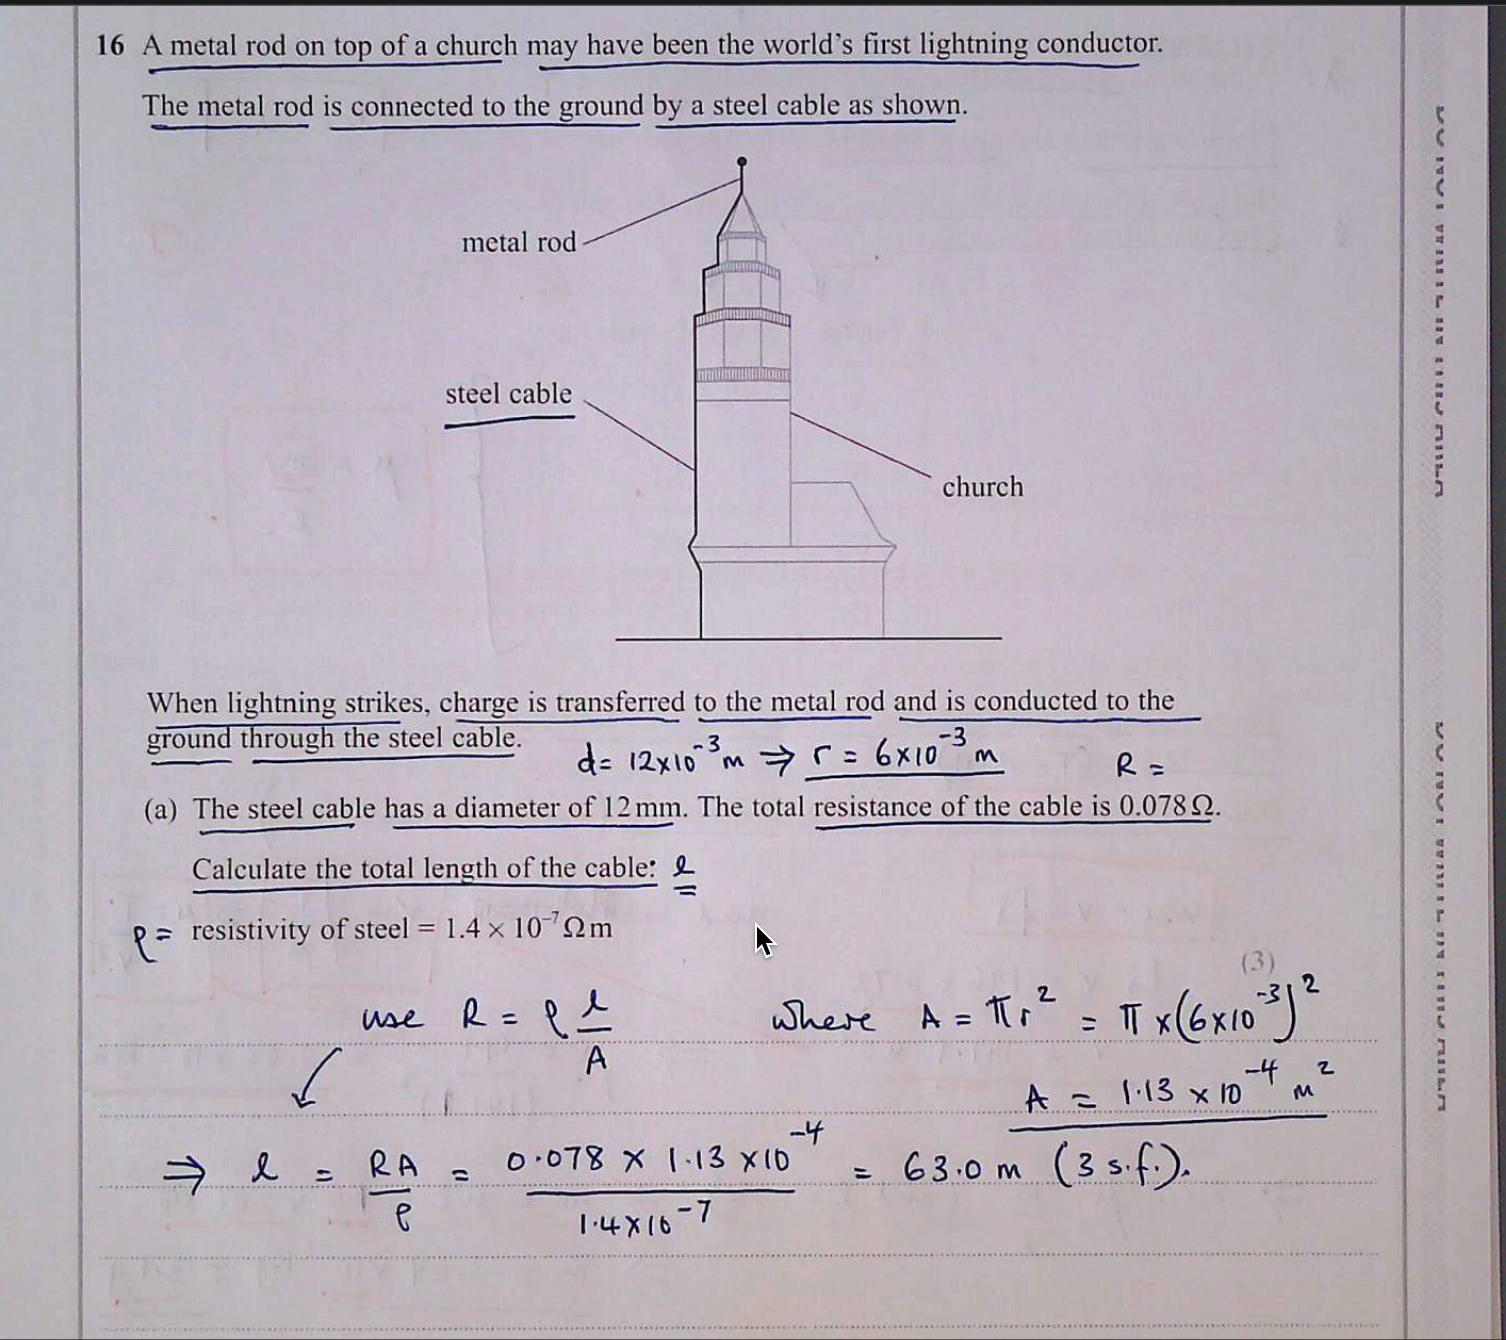 16 A metal rod on top of a church may have been the world's first lightning conductor.
The metal rod is connected to the ground by a steel cable as shown.
metal rod
steel cable
church
When lightning strikes, charge is transferred to the metal rod and is conducted to the
ground through the steel cable.
d = 12×10⁻³ m ⇒ r = 6×10⁻³ m
R =
(a) The steel cable has a diameter of 12 mm. The total resistance of the cable is 0.078 Ω.
Calculate the total length of the cable: l
ρ = resistivity of steel = 1.4 × 10⁻⁷ Ω m
(3)
use R = ρ l/A where A = πr² = π × (6×10⁻³)²
A = 1.13 × 10⁻⁴ m²
⇒ l = RA/ρ = 0.078 × 1.13 × 10⁻⁴ / 1.4×10⁻⁷ = 63.0 m (3 s.f.).